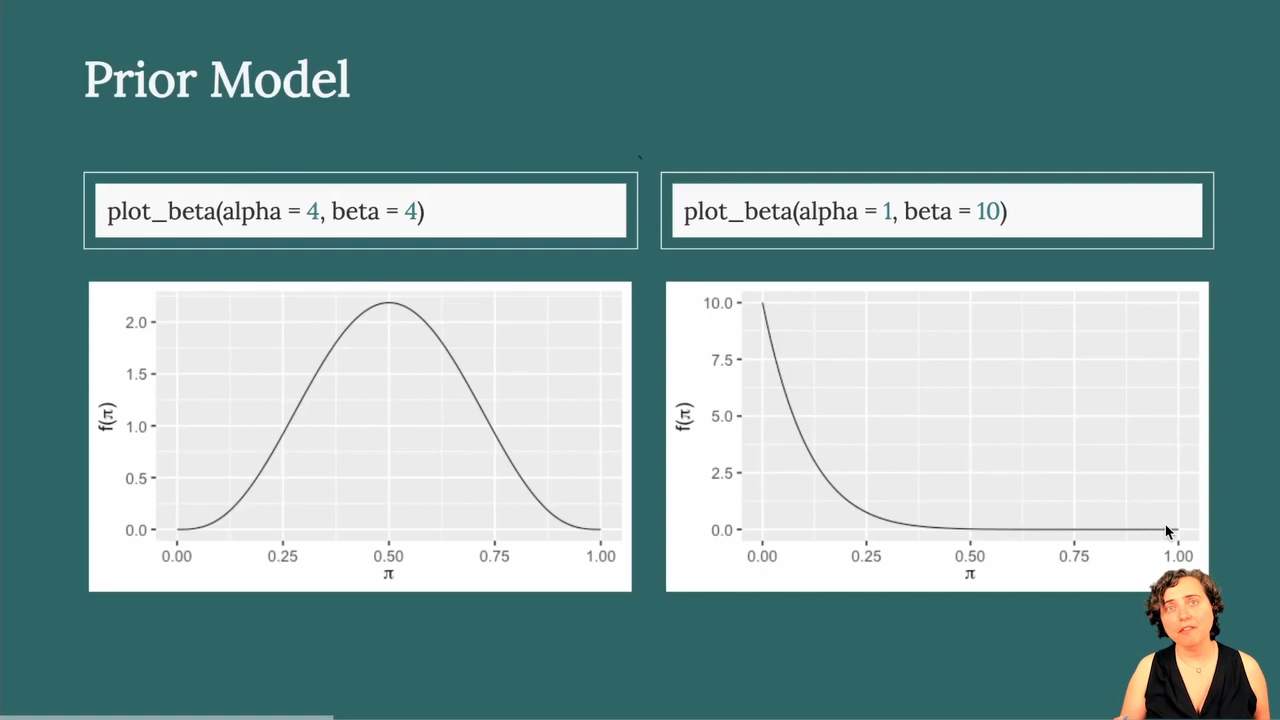 Prior Model
plot_beta(alpha = 4, beta = 4)
plot_beta(alpha = 1, beta = 10)
2.0
1.5
1.0
0.5
0.0
f(π)
0.00 0.25 0.50 0.75 1.00
π
10.0
7.5
5.0
2.5
0.0
f(π)
0.00 0.25 0.50 0.75 1.00
π